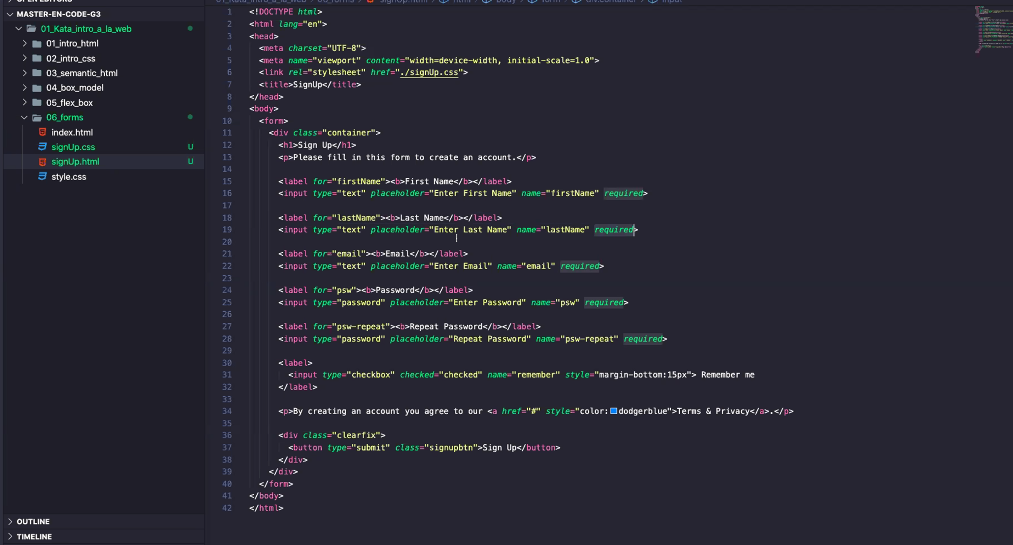 MASTER-EN-CODE-G3
01_Kata_intro_a_la_web
01_intro_html
02_intro_css
03_semantic_html
04_box_model
05_flex_box
06_forms
index.html
signUp.css U
signUp.html U
style.css
OUTLINE
TIMELINE
1 <!DOCTYPE html>
2 <html lang="en">
3 <head>
4 <meta charset="UTF-8">
5 <meta name="viewport" content="width=device-width, initial-scale=1.0">
6 <link rel="stylesheet" href="./signUp.css">
7 <title>SignUp</title>
8 </head>
9 <body>
10 <form>
11 <div class="container">
12 <h1>Sign Up</h1>
13 <p>Please fill in this form to create an account.</p>
14
15 <label for="firstName"><b>First Name</b></label>
16 <input type="text" placeholder="Enter First Name" name="firstName" required>
17
18 <label for="lastName"><b>Last Name</b></label>
19 <input type="text" placeholder="Enter Last Name" name="lastName" required>
20
21 <label for="email"><b>Email</b></label>
22 <input type="text" placeholder="Enter Email" name="email" required>
23
24 <label for="psw"><b>Password</b></label>
25 <input type="password" placeholder="Enter Password" name="psw" required>
26
27 <label for="psw-repeat"><b>Repeat Password</b></label>
28 <input type="password" placeholder="Repeat Password" name="psw-repeat" required>
29
30 <label>
31 <input type="checkbox" checked="checked" name="remember" style="margin-bottom:15px"> Remember me
32 </label>
33
34 <p>By creating an account you agree to our <a href="#" style="color:dodgerblue">Terms & Privacy</a>.</p>
35
36 <div class="clearfix">
37 <button type="submit" class="signupbtn">Sign Up</button>
38 </div>
39 </div>
40 </form>
41 </body>
42 </html>